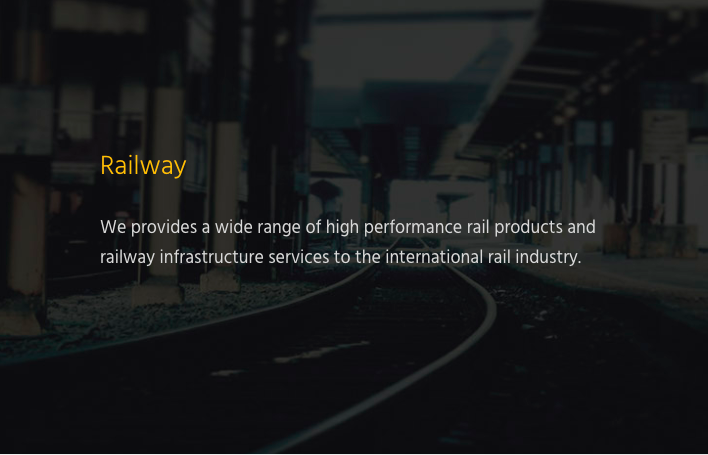 Railway
We provides a wide range of high performance rail products and
railway infrastructure services to the international rail industry.